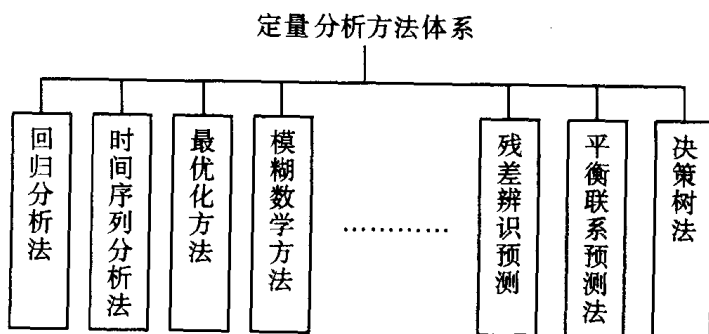 定量分析方法体系
回归分析法
时间序列分析法
最优化方法
模糊数学方法
…………
残差辨识预测
平衡联系预测法
决策树法